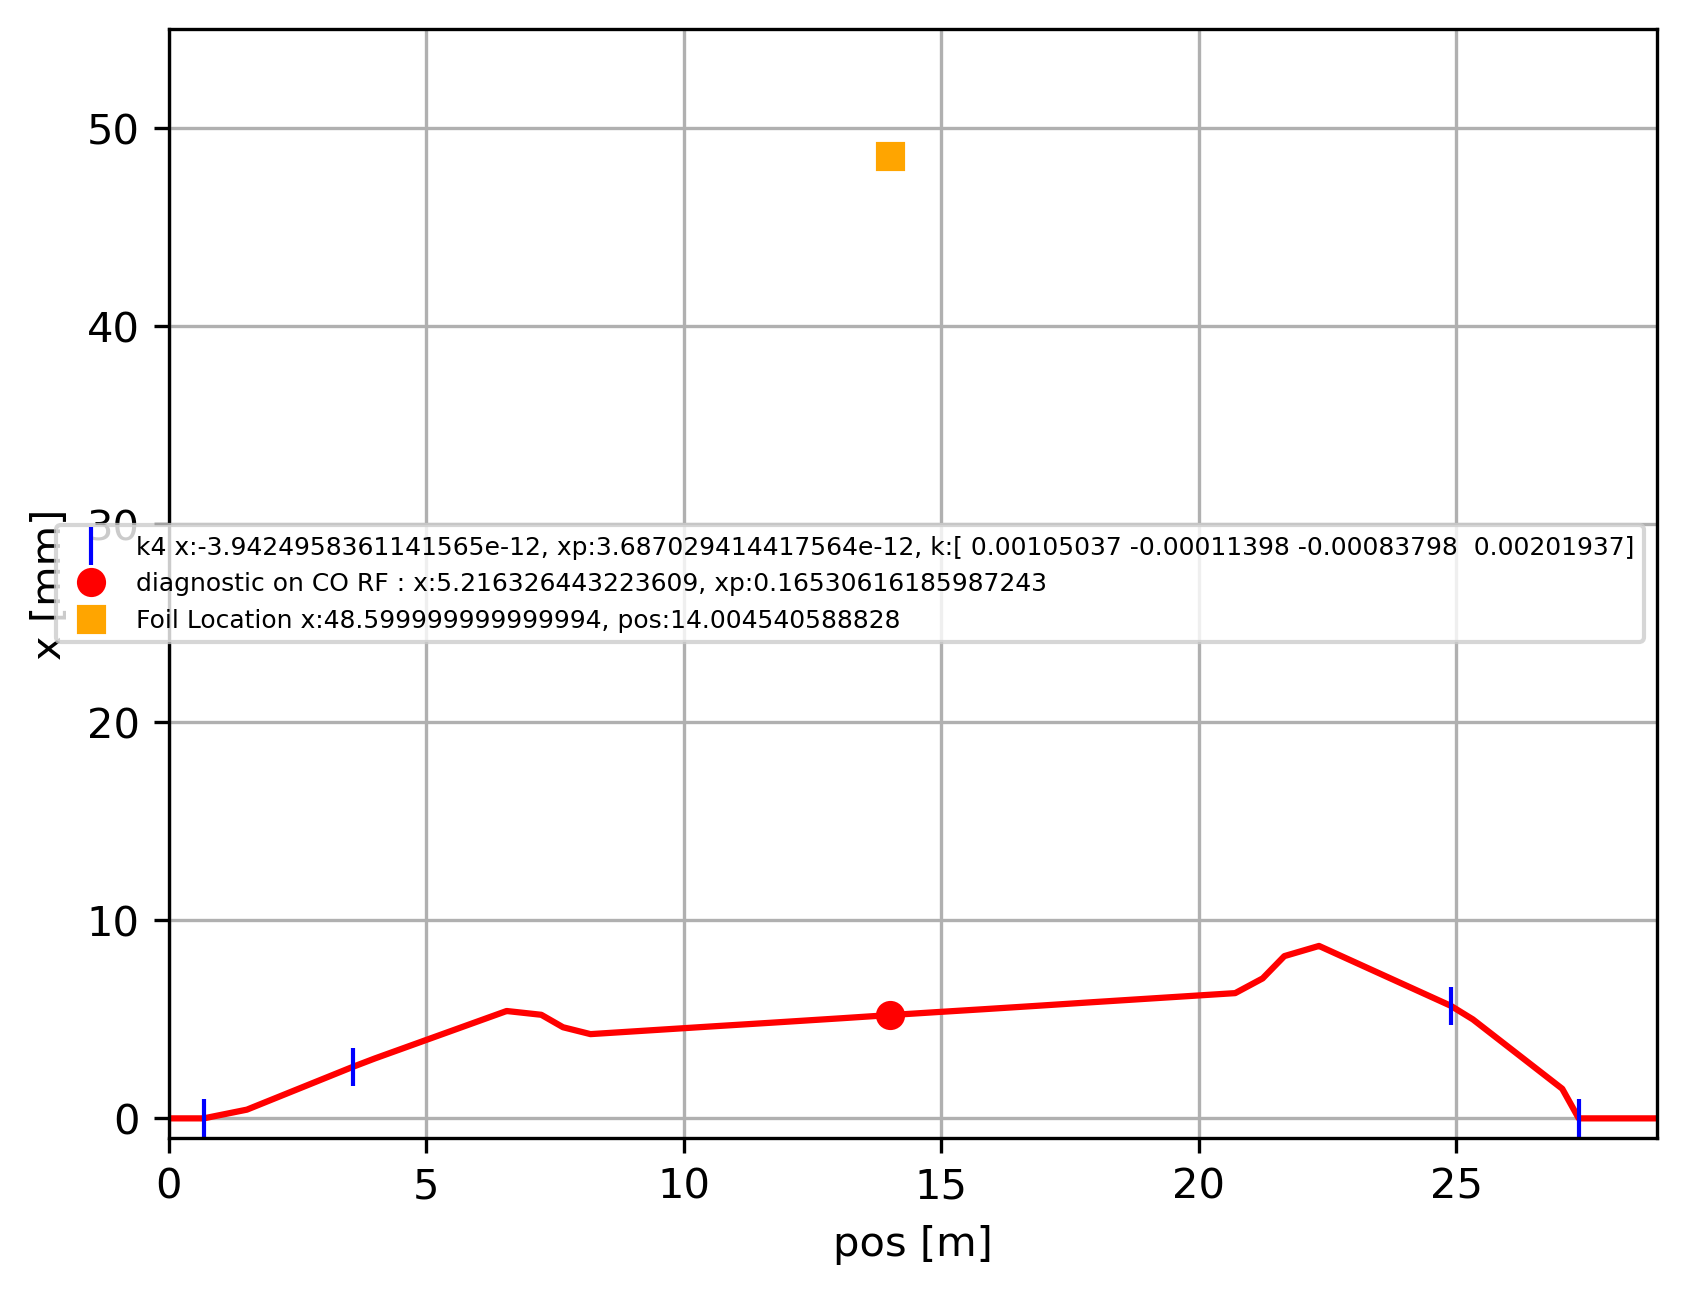 50
40
30
k4 x:-3.9424958361141565e-12, xp:3.687029414417564e-12, k:[ 0.00105037 -0.00011398 -0.00083798  0.00201937]
diagnostic on CO RF : x:5.216326443223609, xp:0.16530616185987243
Foil Location x:48.599999999999994, pos:14.004540588828
x [mm]
20
10
0
0 5 10 15 20 25
pos [m]